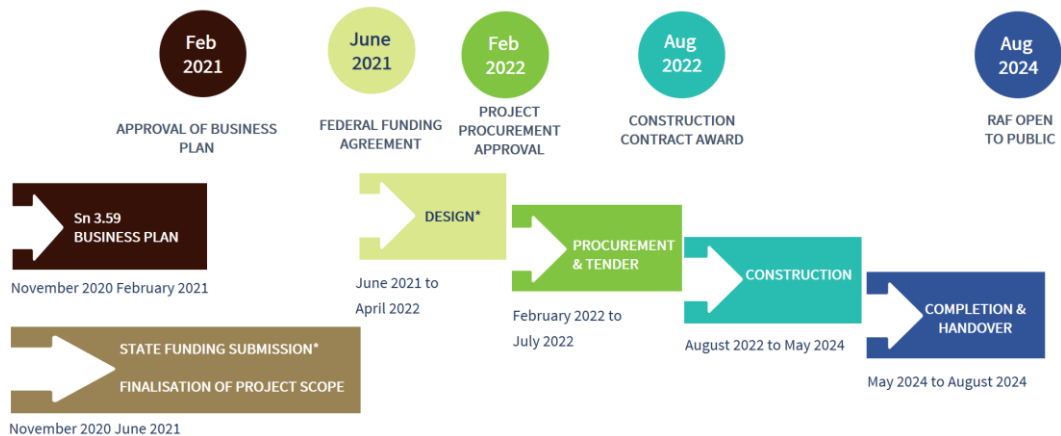 Feb
2021
June
2021
Feb
2022
Aug
2022
Aug
2024
APPROVAL OF BUSINESS
PLAN
FEDERAL FUNDING
AGREEMENT
PROJECT
PROCUREMENT
APPROVAL
CONSTRUCTION
CONTRACT AWARD
RAF OPEN
TO PUBLIC
Sn 3.59
BUSINESS PLAN
November 2020 February 2021
DESIGN*
June 2021 to
April 2022
PROCUREMENT
& TENDER
February 2022 to
July 2022
CONSTRUCTION
August 2022 to May 2024
COMPLETION &
HANDOVER
May 2024 to August 2024
STATE FUNDING SUBMISSION*
FINALISATION OF PROJECT SCOPE
November 2020 June 2021